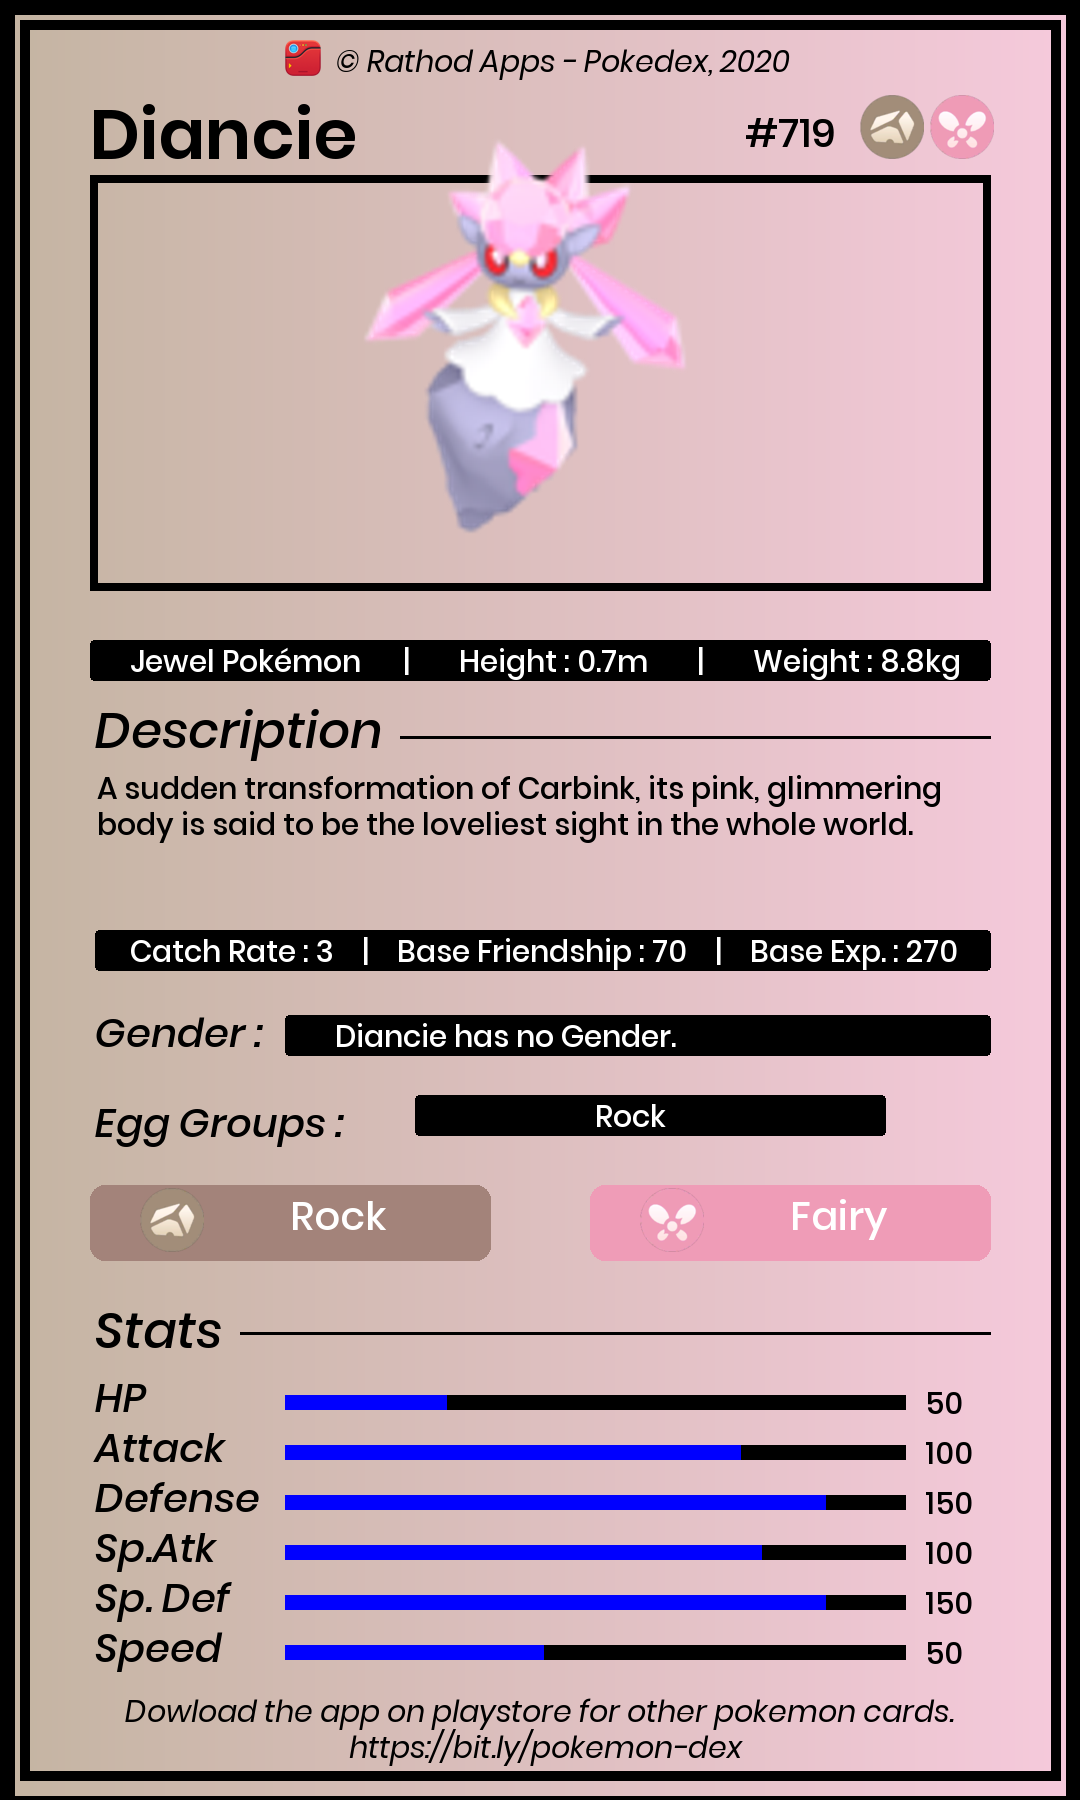 © Rathod Apps - Pokedex, 2020
Diancie #719
Jewel Pokémon | Height : 0.7m | Weight : 8.8kg
Description
A sudden transformation of Carbink, its pink, glimmering
body is said to be the loveliest sight in the whole world.
Catch Rate : 3 | Base Friendship : 70 | Base Exp. : 270
Gender : Diancie has no Gender.
Egg Groups : Rock
Rock Fairy
Stats
HP 50
Attack 100
Defense 150
Sp.Atk 100
Sp. Def 150
Speed 50
Dowload the app on playstore for other pokemon cards.
https://bit.ly/pokemon-dex